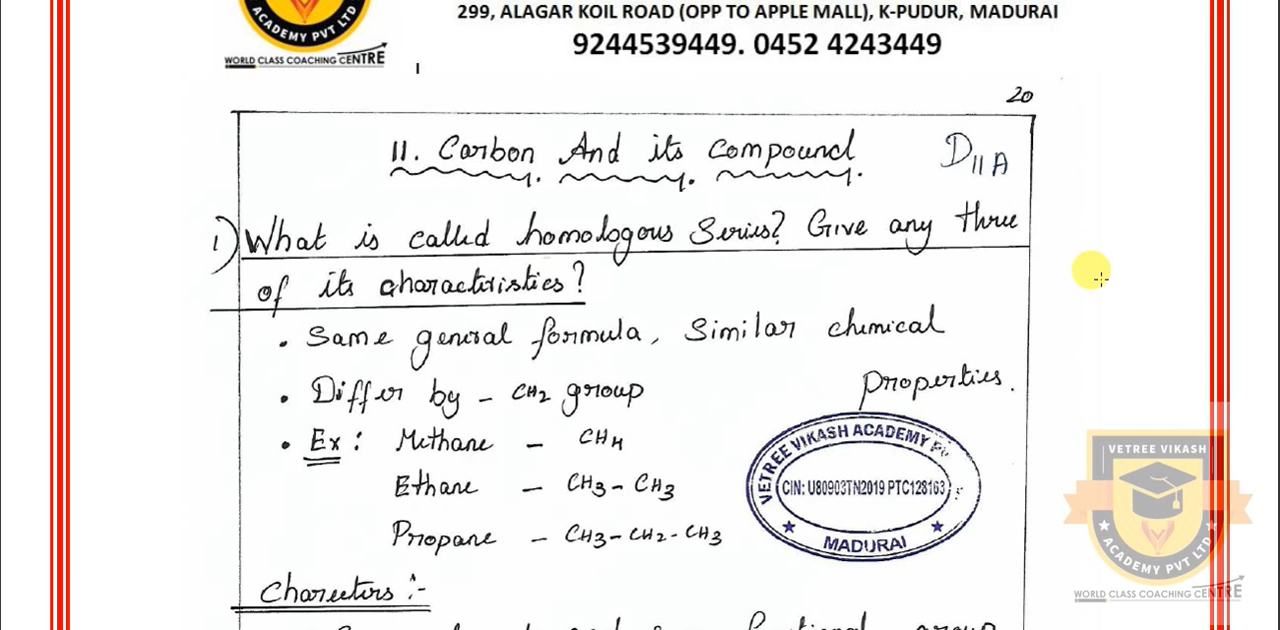 ACADEMY PVT LTD
WORLD CLASS COACHING CENTRE
299, ALAGAR KOIL ROAD (OPP TO APPLE MALL), K-PUDUR, MADURAI
9244539449. 0452 4243449
20
11. Carbon And its Compound
D11A
1) What is called homologous Series? Give any three
of its characteristics?
• Same general formula, Similar chemical
Properties.
• Differ by - CH2 group
• Ex: Methane - CH4
Ethane - CH3-CH3
Propane - CH3-CH2-CH3
VETREE VIKASH ACADEMY
CIN: U80903TN2019 PTC128163
MADURAI
VETREE VIKASH
ACADEMY PVT LTD
WORLD CLASS COACHING CENTRE
Charecters :-
functional group